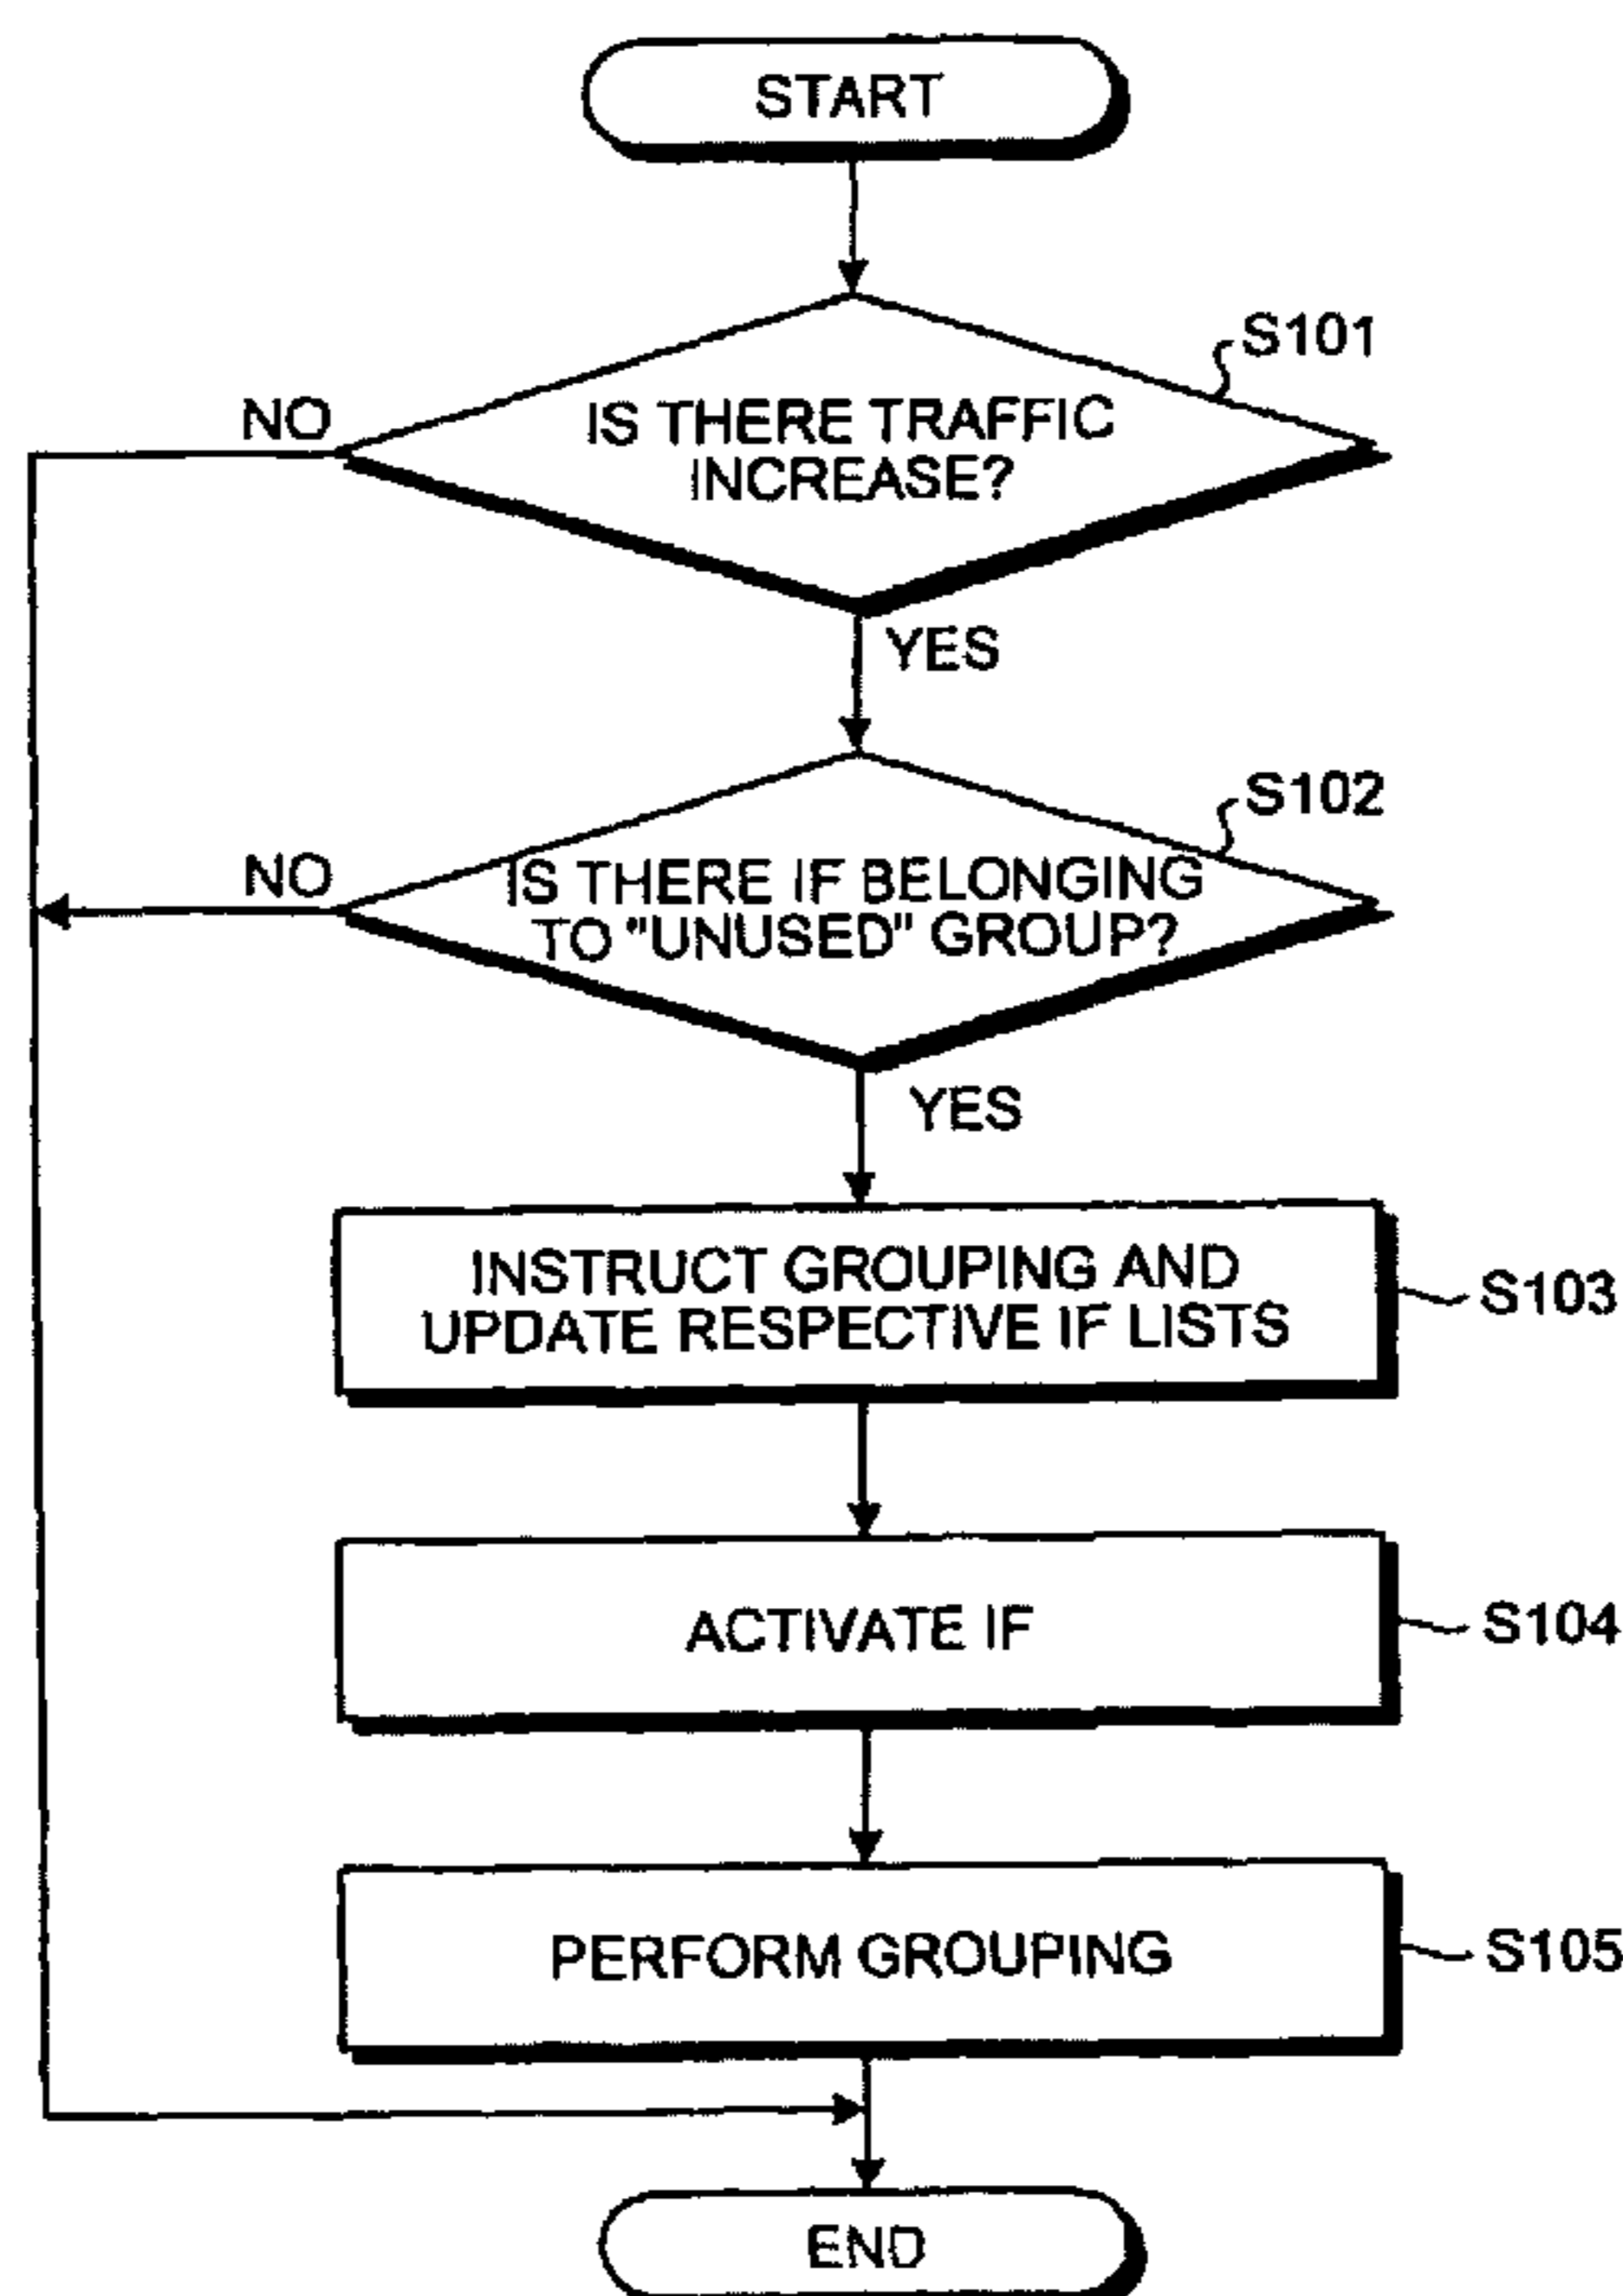 START
S101
NO
IS THERE TRAFFIC
INCREASE?
YES
S102
NO
IS THERE IF BELONGING
TO "UNUSED" GROUP?
YES
INSTRUCT GROUPING AND
UPDATE RESPECTIVE IF LISTS
S103
ACTIVATE IF
S104
PERFORM GROUPING
S105
END